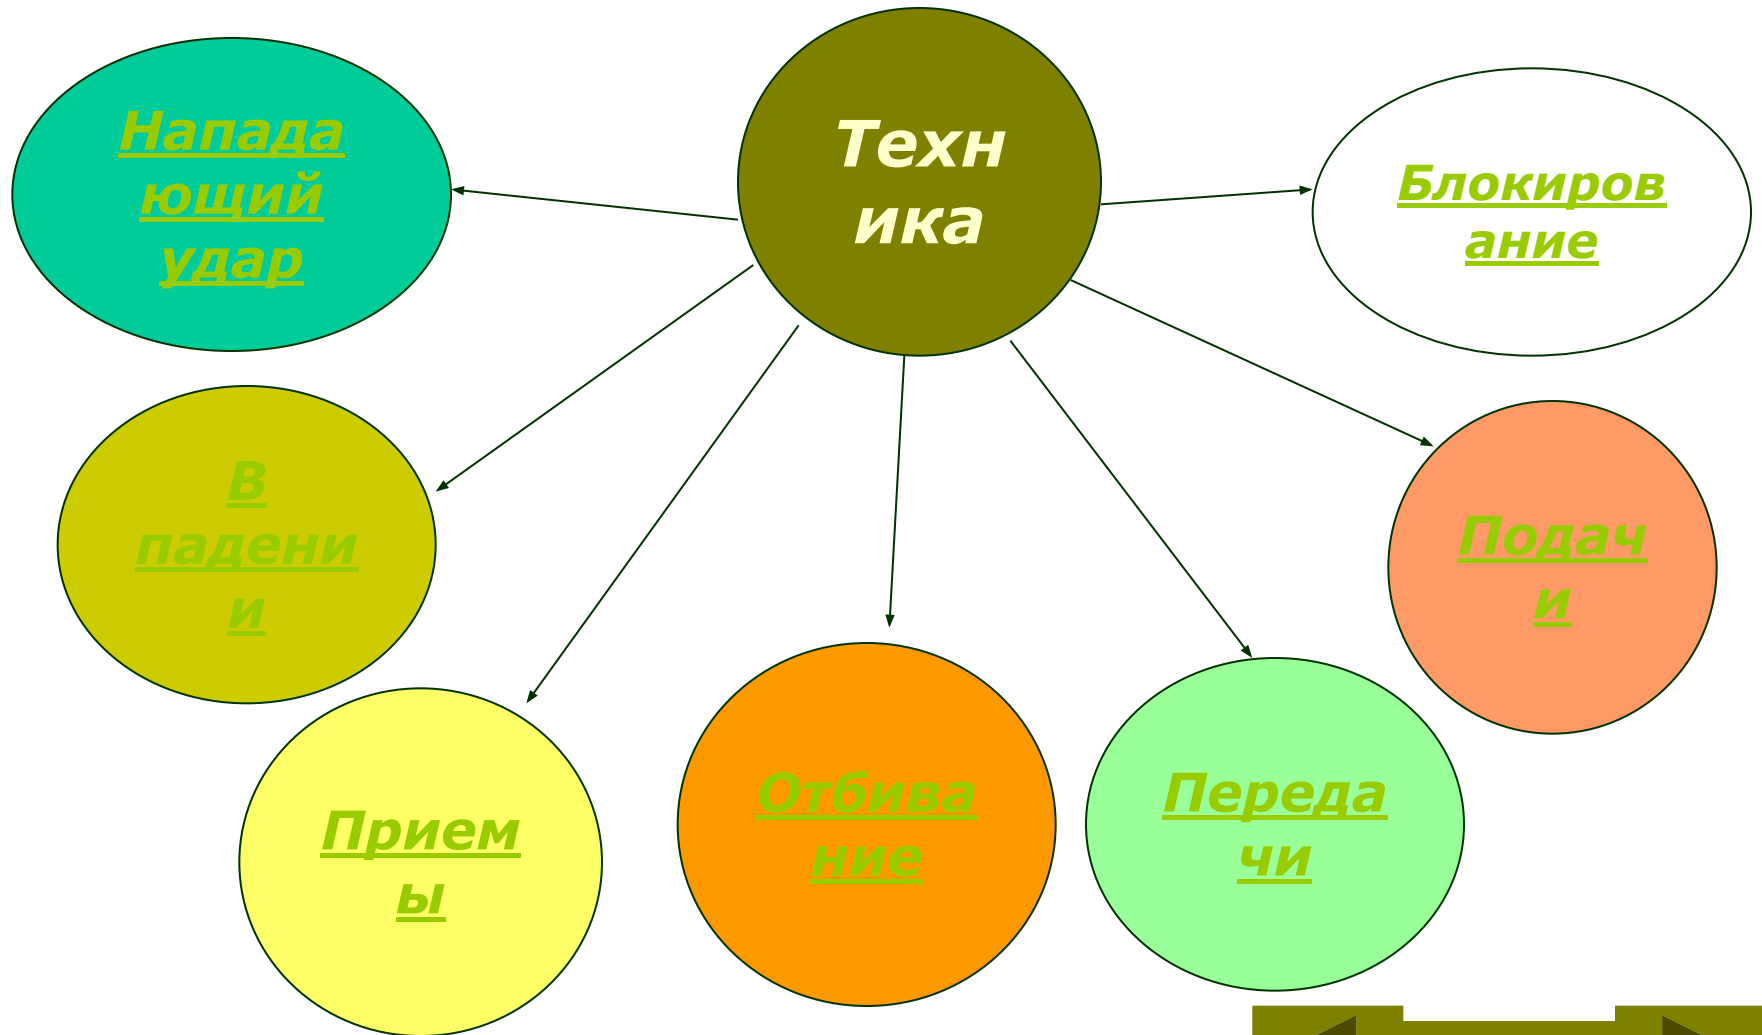 Техн
ика
Напада
ющий
удар
Блокиров
ание
В
падени
и
Подач
и
Прием
ы
Отбива
ние
Переда
чи